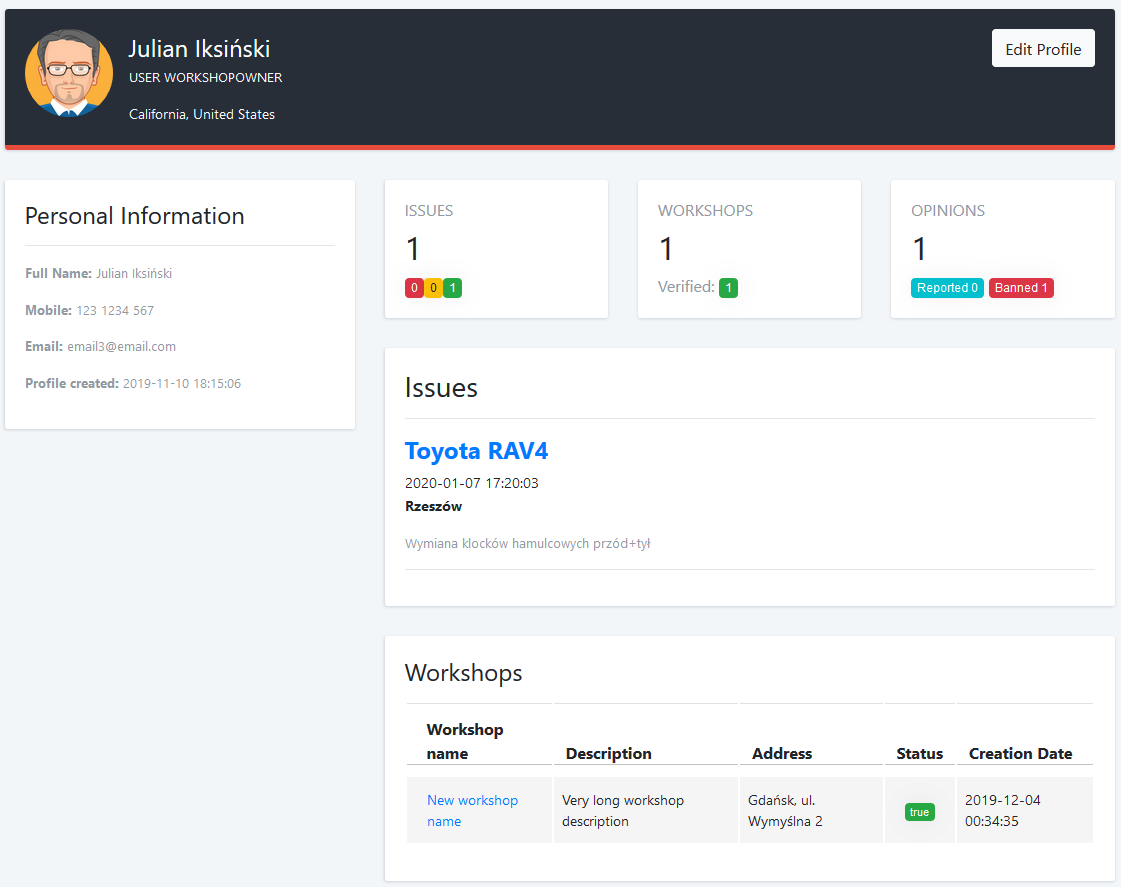 Julian Iksiński
USER WORKSHOPOWNER
California, United States
Edit Profile
Personal Information
Full Name: Julian Iksiński
Mobile: 123 1234 567
Email: email3@email.com
Profile created: 2019-11-10 18:15:06
ISSUES
1
0 0 1
WORKSHOPS
1
Verified: 1
OPINIONS
1
Reported 0 Banned 1
Issues
Toyota RAV4
2020-01-07 17:20:03
Rzeszów
Wymiana klocków hamulcowych przód+tył
Workshops
Workshop
name Description Address Status Creation Date
New workshop Very long workshop Gdańsk, ul. true 2019-12-04
name description Wymyślna 2 00:34:35